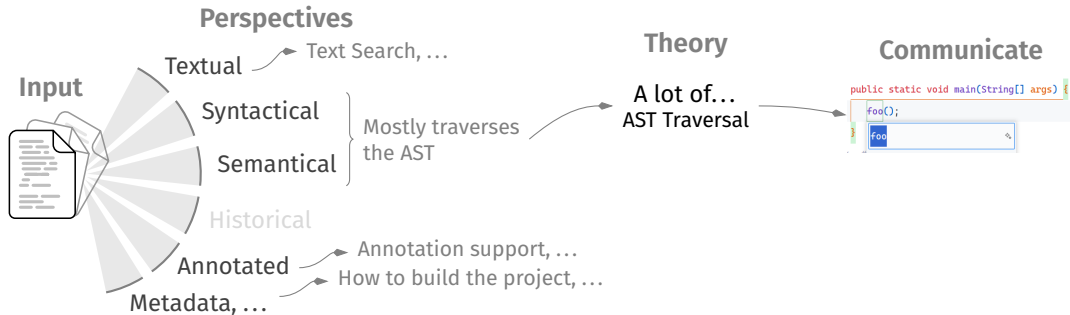 Perspectives
Input
Textual
Text Search, …
Syntactical
Semantical
Mostly traverses
the AST
Historical
Annotated
Annotation support, …
Metadata, …
How to build the project, …
Theory
A lot of…
AST Traversal
Communicate
public static void main(String[] args) {
foo();
}
foo